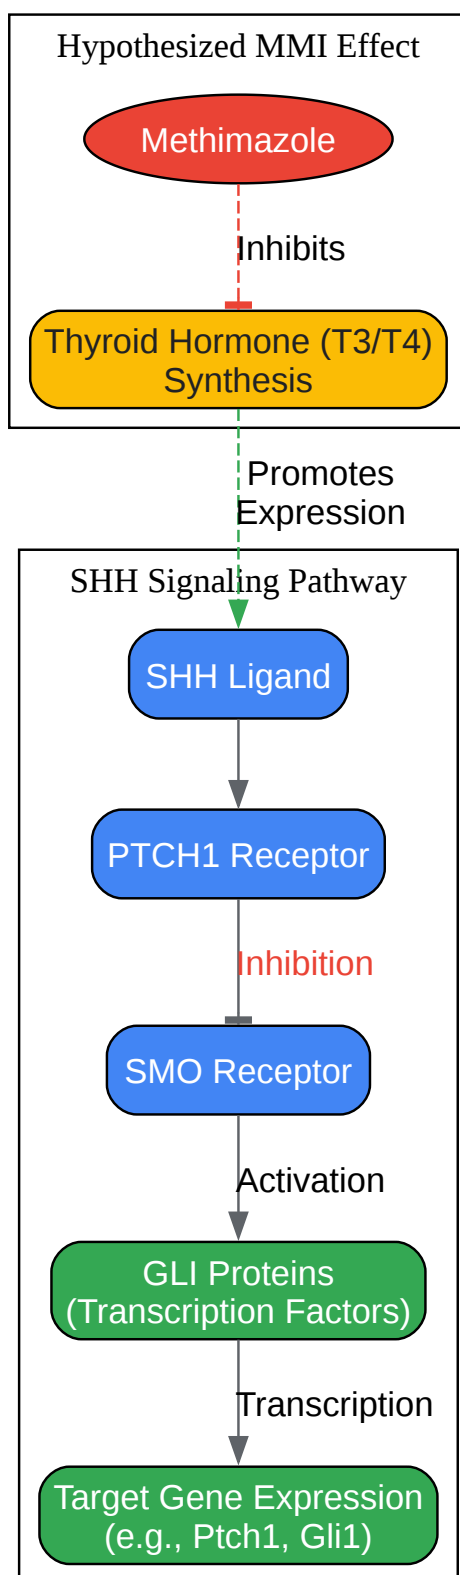 Hypothesized MMI Effect
Methimazole
Inhibits
Thyroid Hormone (T3/T4)
Synthesis
Promotes
Expression
SHH Signaling Pathway
SHH Ligand
PTCH1 Receptor
Inhibition
SMO Receptor
Activation
GLI Proteins
(Transcription Factors)
Transcription
Target Gene Expression
(e.g., Ptch1, Gli1)